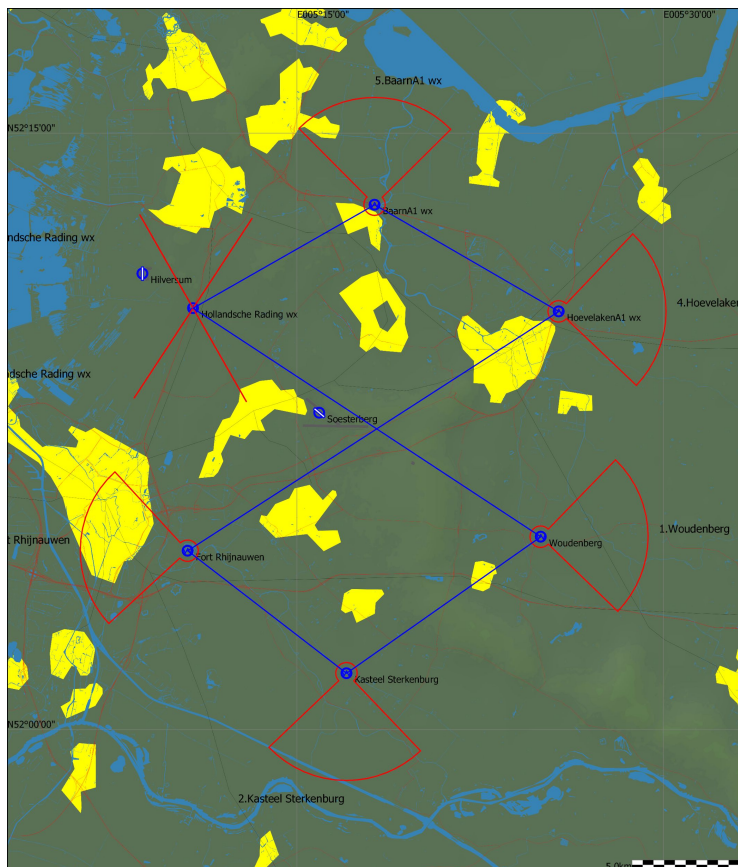 E005°15'00"
E005°30'00"
5.BaarnA1 wx
N52°15'00"
BaarnA1 wx
ndsche Rading wx
Hilversum
4.Hoevelaken
Hollandsche Rading wx
HoevelakenA1 wx
dsche Rading wx
Soesterberg
1.Woudenberg
t Rhijnauwen
Woudenberg
Fort Rhijnauwen
Kasteel Sterkenburg
N52°00'00"
2.Kasteel Sterkenburg
5.0km